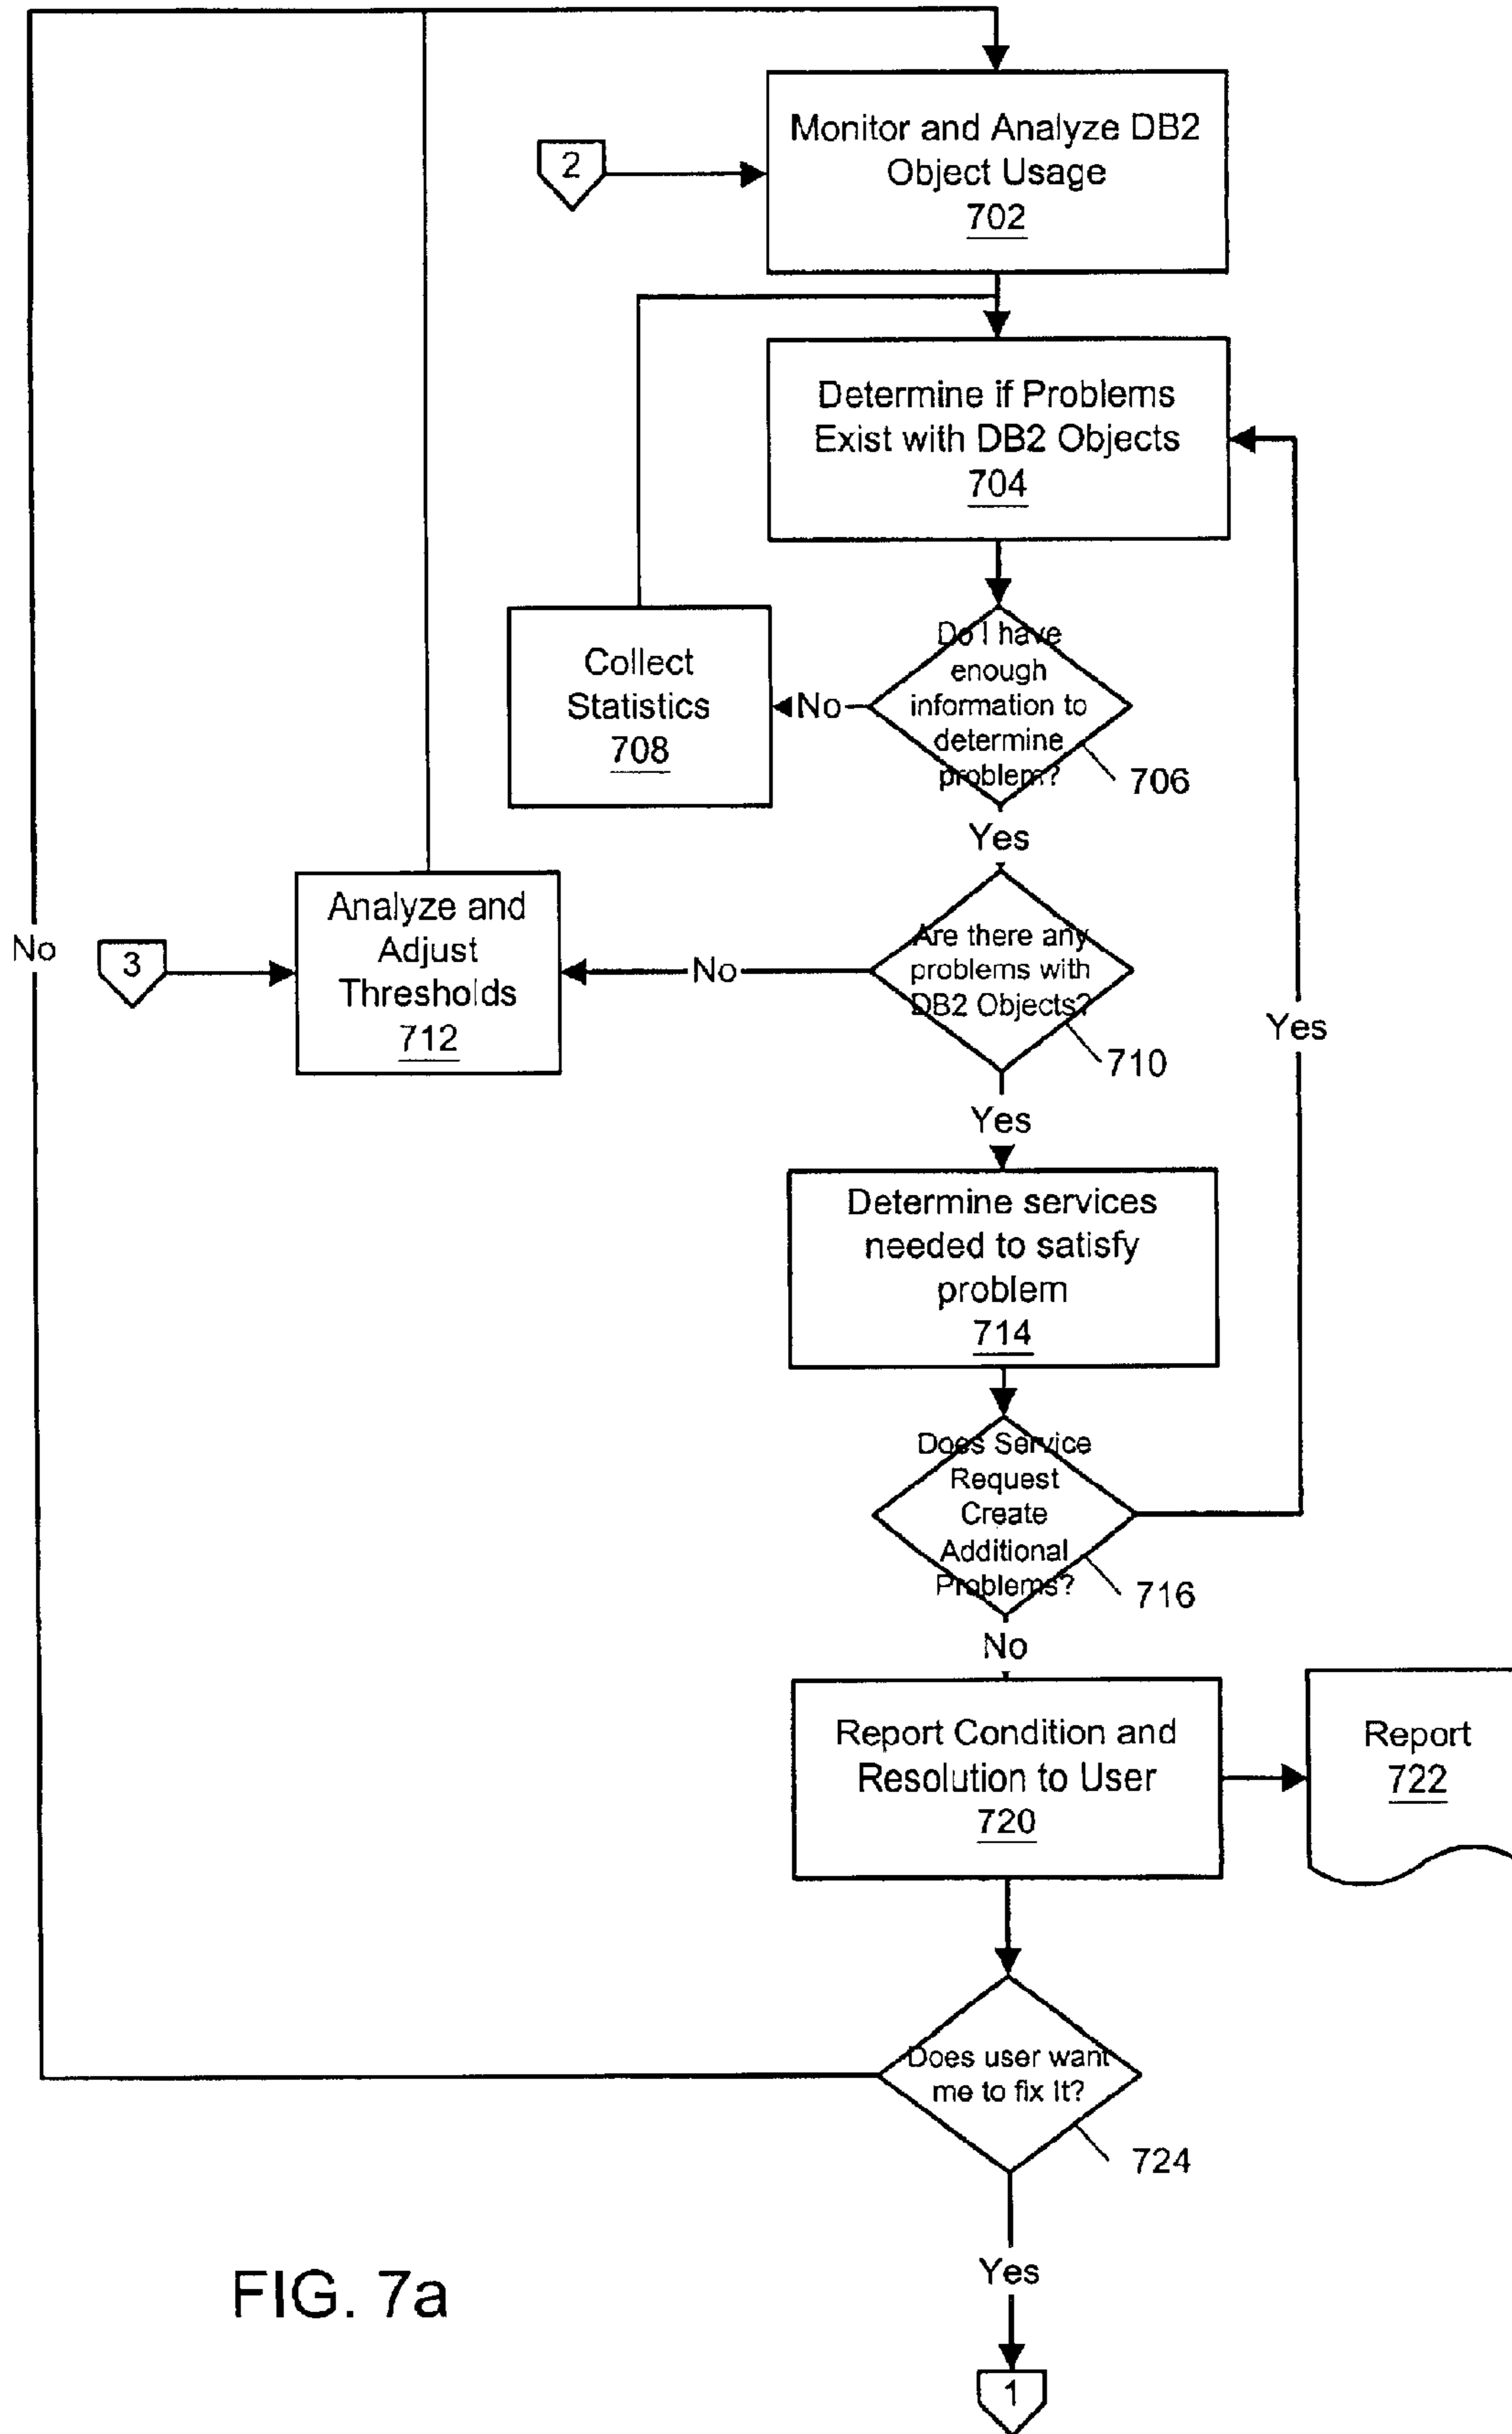 Monitor and Analyze DB2
Object Usage
702
2
Determine if Problems
Exist with DB2 Objects
704
Do I have
enough
information to
determine
problem?
706
No
Collect
Statistics
708
Yes
Are there any
problems with
DB2 Objects?
710
No
Analyze and
Adjust
Thresholds
712
3
No
Yes
Yes
Determine services
needed to satisfy
problem
714
Does Service
Request
Create
Additional
Problems?
716
No
Report Condition and
Resolution to User
720
Report
722
Does user want
me to fix It?
724
Yes
1
FIG. 7a